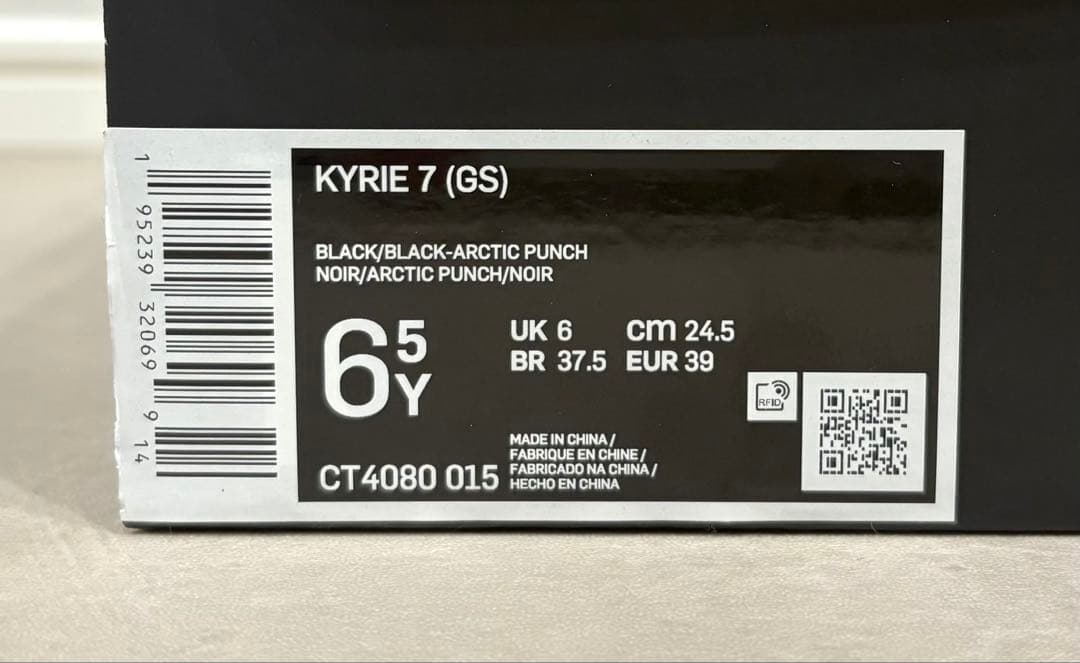 1 95239 32069 9 14
KYRIE 7 (GS)
BLACK/BLACK-ARCTIC PUNCH
NOIR/ARCTIC PUNCH/NOIR
6 5 Y
UK 6 cm 24.5
BR 37.5 EUR 39
RFID
MADE IN CHINA /
FABRIQUE EN CHINE /
FABRICADO NA CHINA /
HECHO EN CHINA
CT4080 015